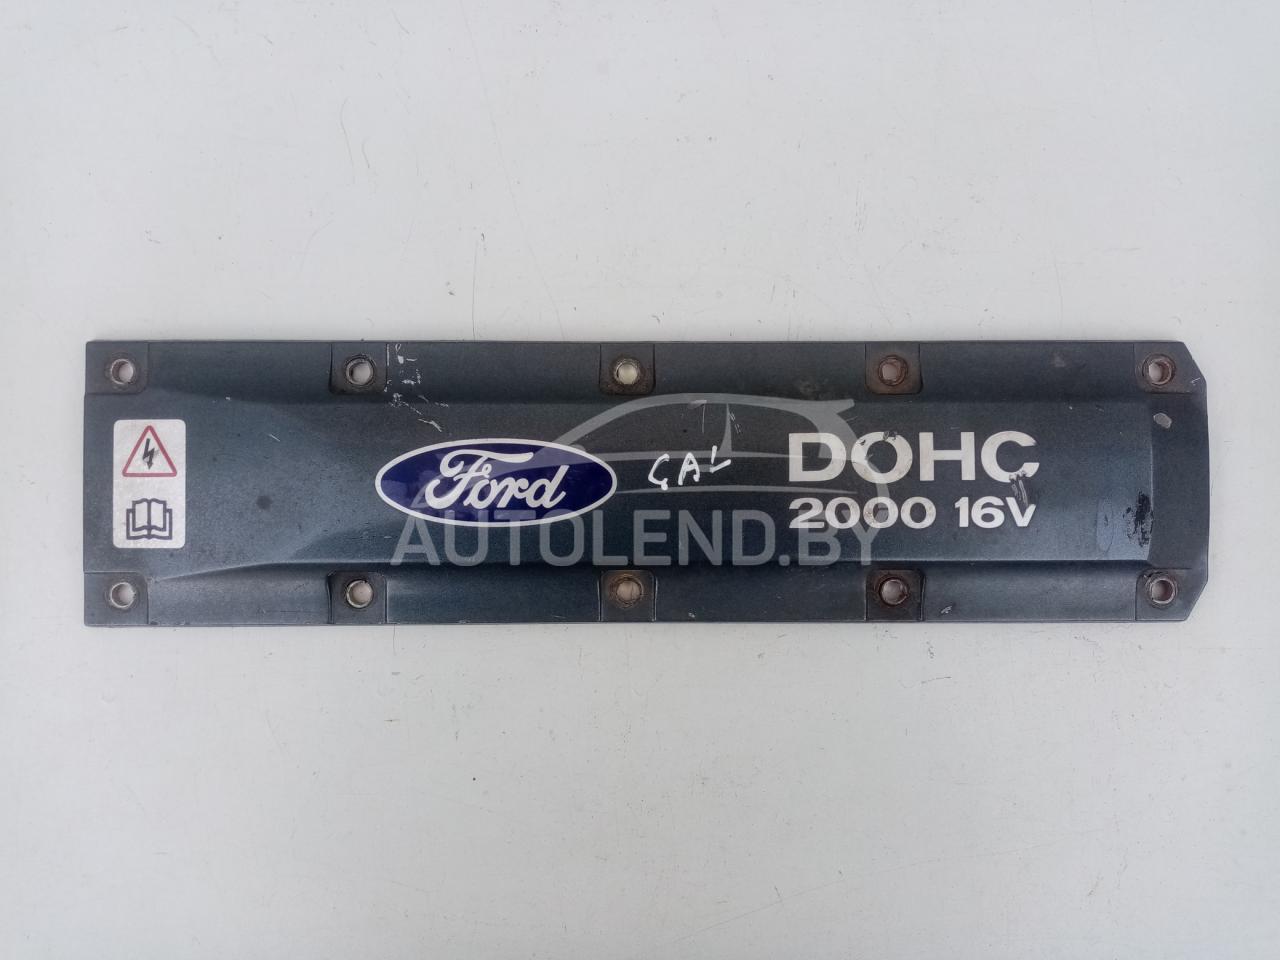 Ford
GAL
DOHC
2000 16V
AUTOLEND.BY